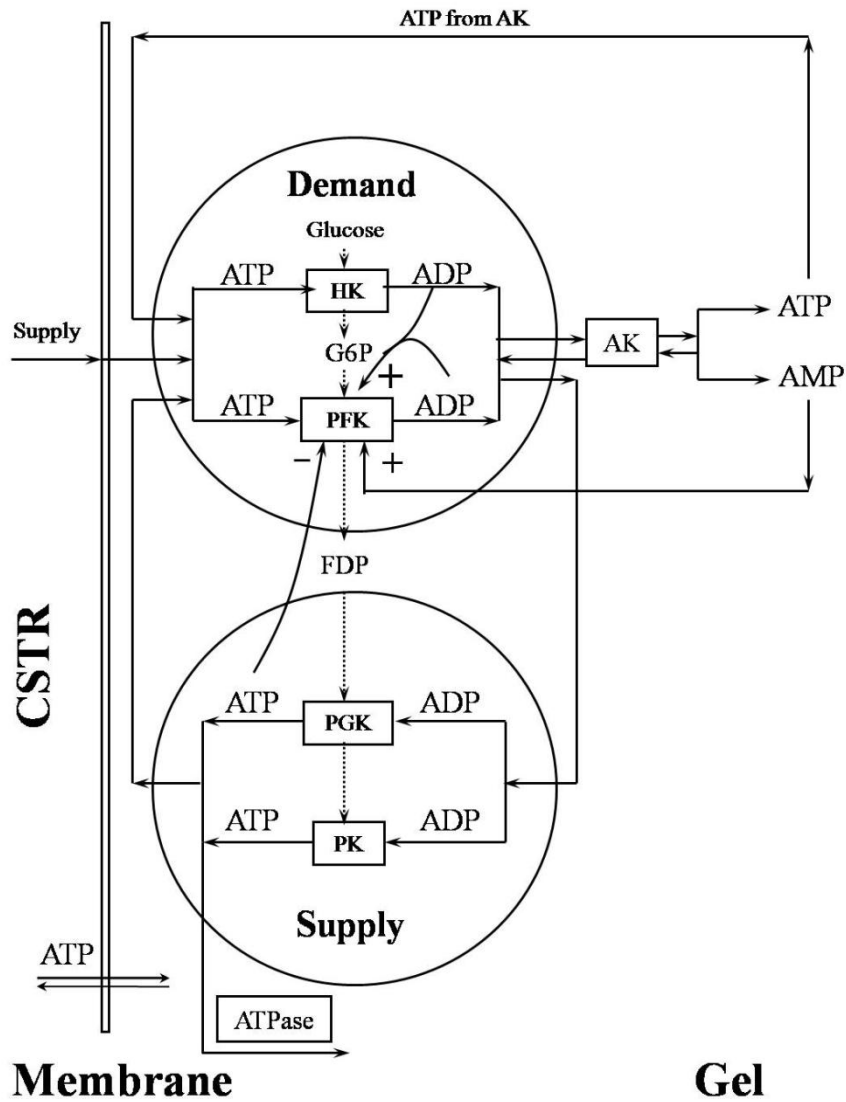 ATP from AK
Demand
Glucose
ATP HK ADP
Supply
G6P
+
AK
ATP
AMP
ATP PFK ADP
− +
FDP
CSTR
ATP PGK ADP
ATP PK ADP
Supply
ATP
ATPase
Membrane Gel